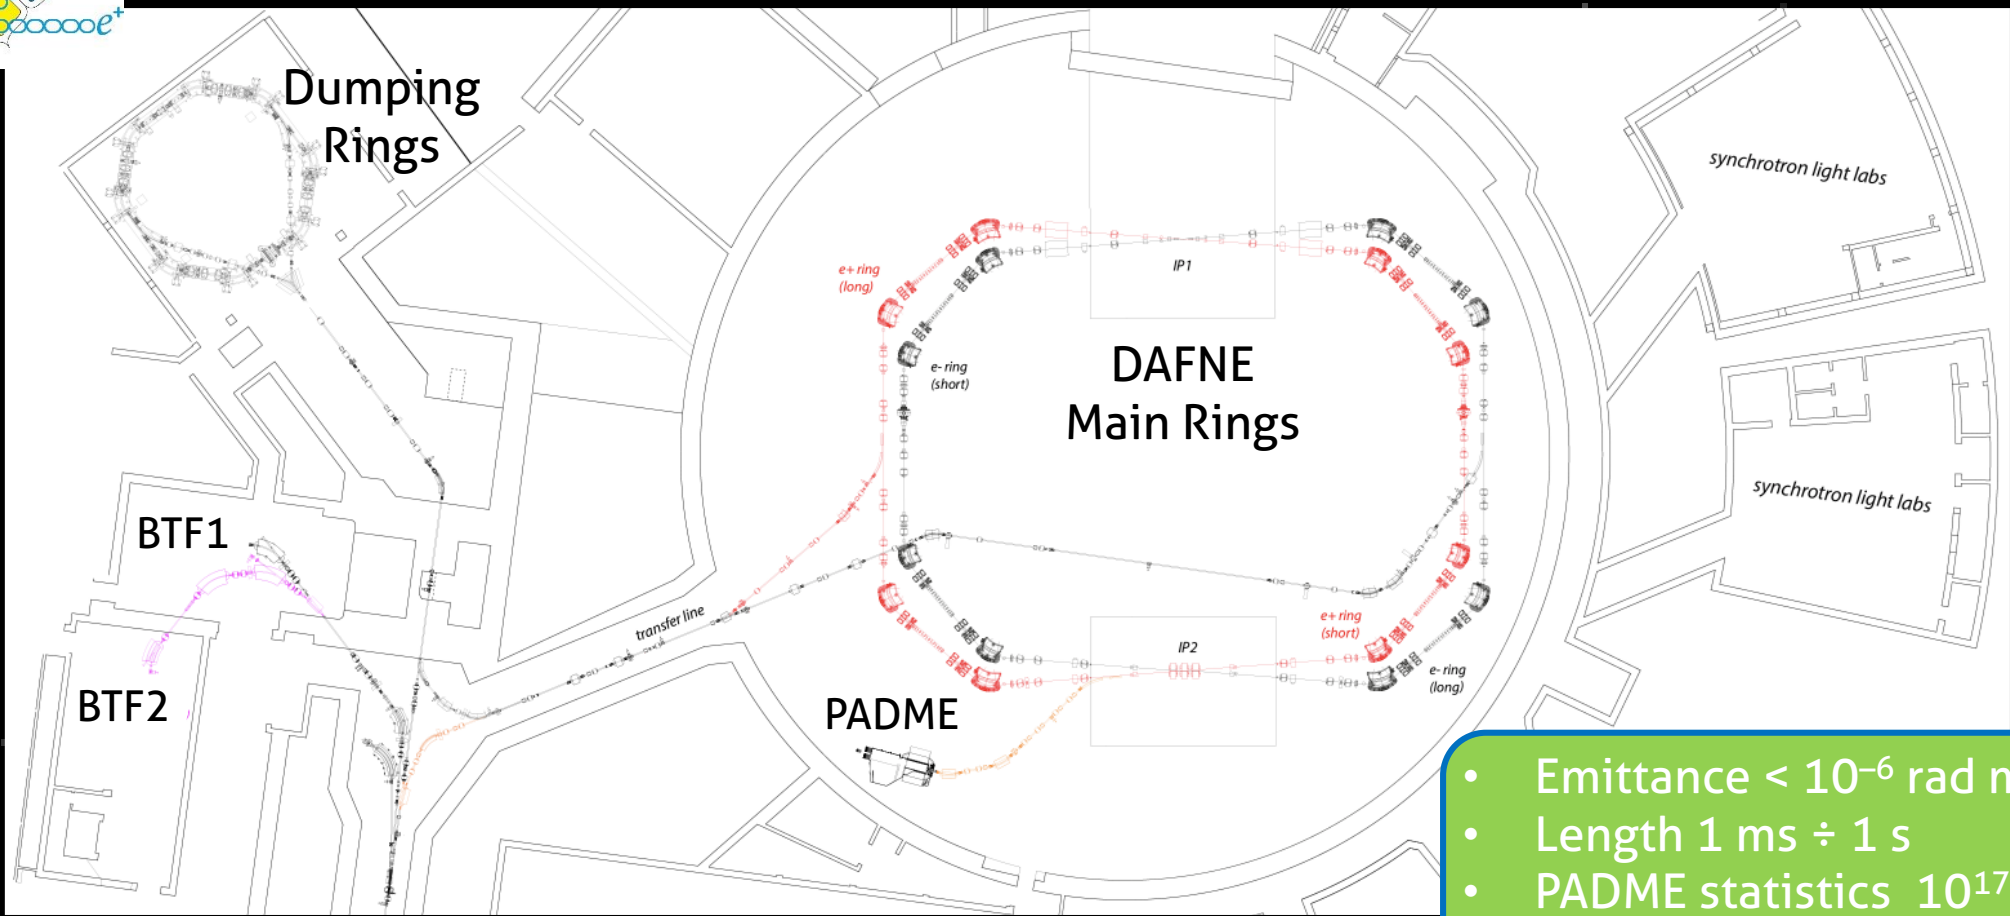 e+
Dumping
Rings
synchrotron light labs
IP1
e+ ring
(long)
e- ring
(short)
DAFNE
Main Rings
synchrotron light labs
BTF1
transfer line
e+ ring
(short)
IP2
e- ring
(long)
BTF2
PADME
• Emittance < 10⁻⁶ rad
• Length 1 ms ÷ 1 s
• PADME statistics 10¹⁷